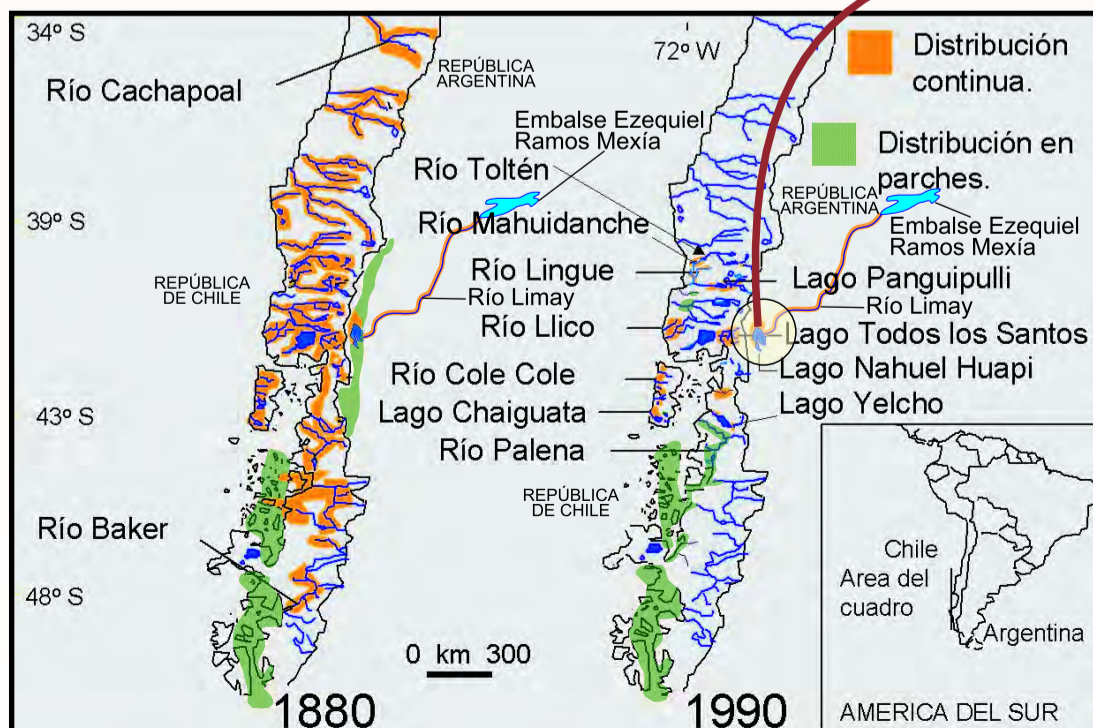 34º S
72º W
Distribución
continua.
REPÚBLICA
ARGENTINA
Río Cachapoal
Embalse Ezequiel
Ramos Mexía
Distribución en
parches.
Río Toltén
REPÚBLICA
ARGENTINA
39º S
Río Mahuidanche
Embalse Ezequiel
Ramos Mexía
Río Lingue
Lago Panguipulli
REPÚBLICA
DE CHILE
Río Limay
Río Limay
Río Llico
Lago Todos los Santos
Lago Nahuel Huapi
Río Cole Cole
Lago Yelcho
43º S
Lago Chaiguata
Río Palena
REPÚBLICA
DE CHILE
Río Baker
Chile
Area del
cuadro
48º S
Argentina
0 km 300
1880
1990
AMERICA DEL SUR